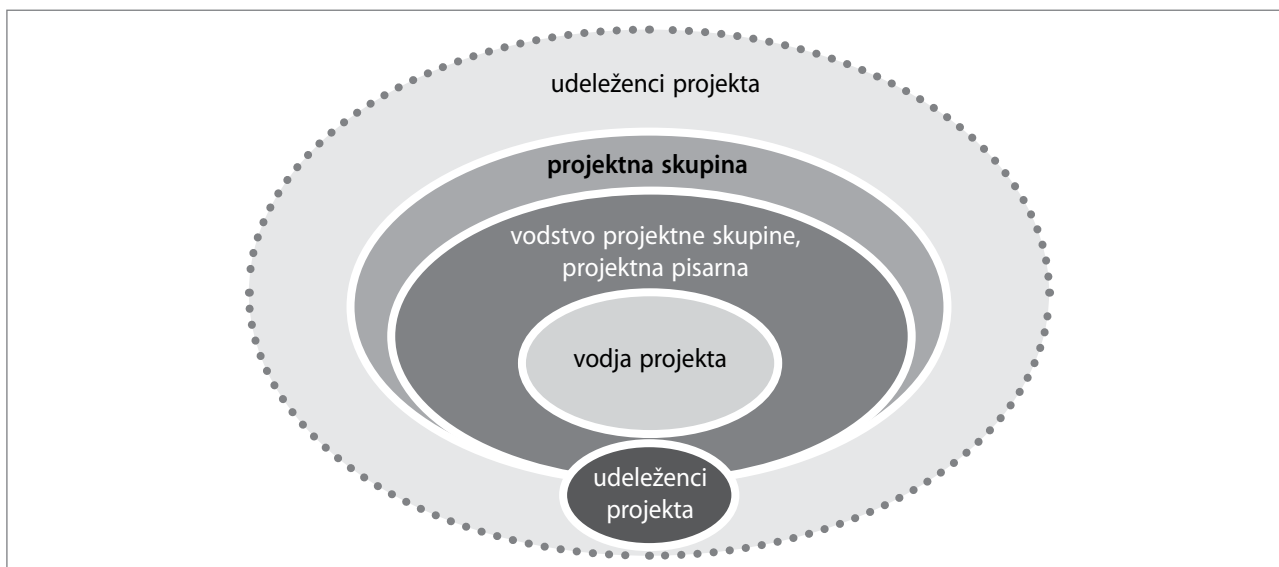 udeleženci projekta
projektna skupina
vodstvo projektne skupine,
projektna pisarna
vodja projekta
udeleženci
projekta